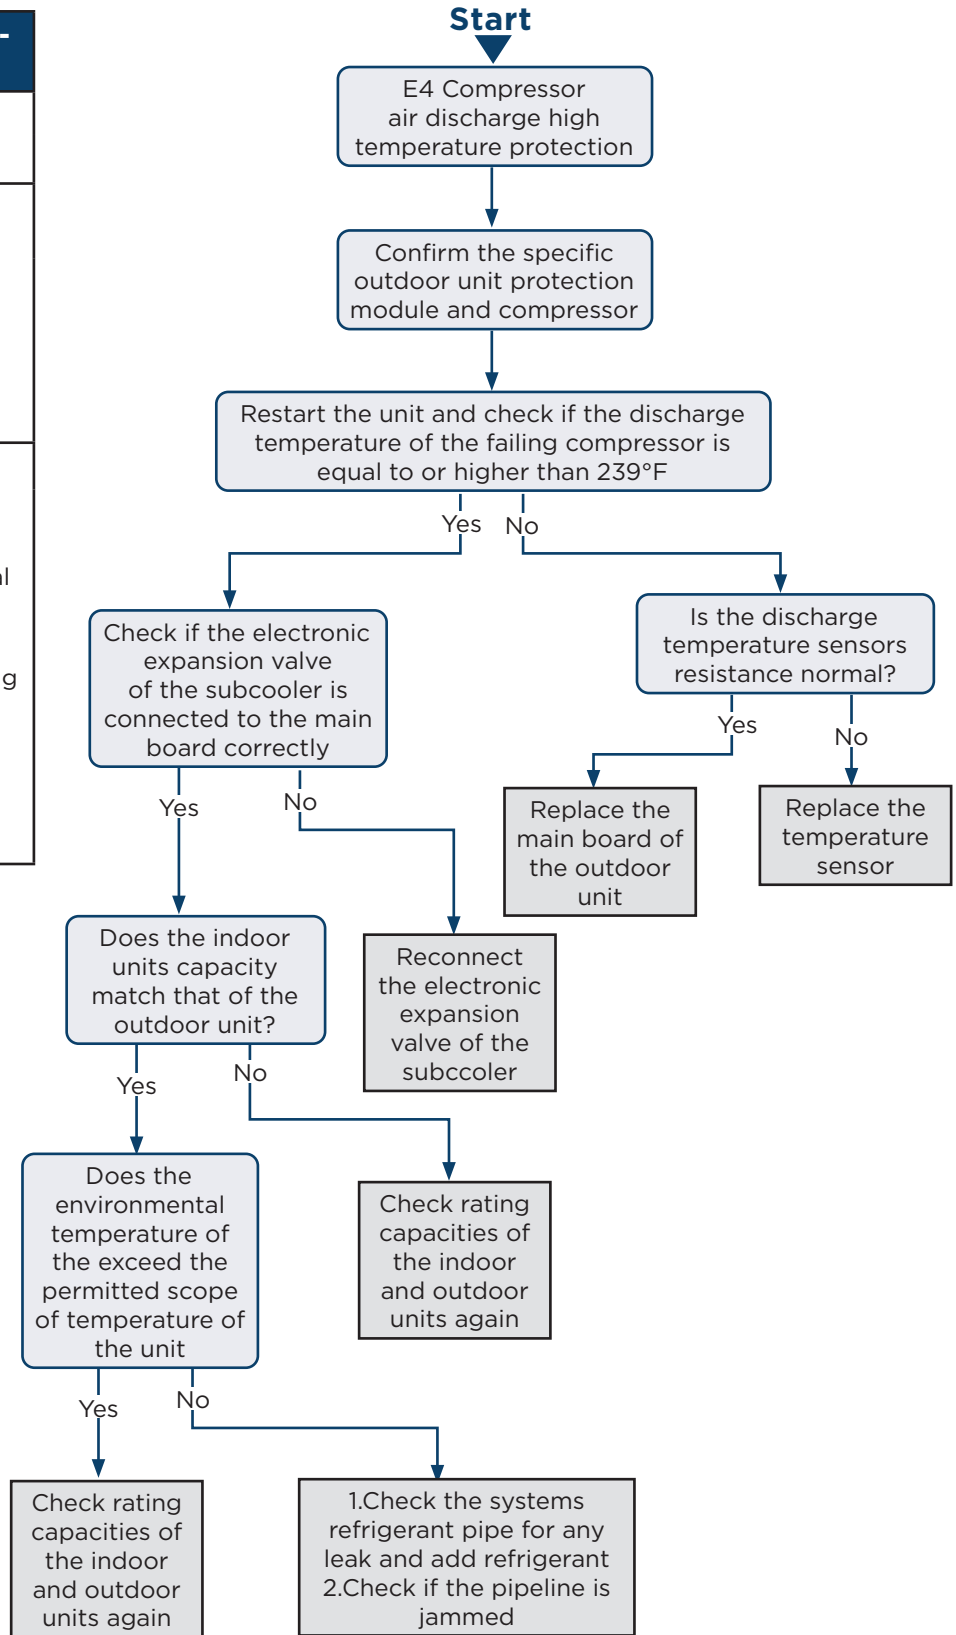 Start
E4 Compressor
air discharge high
temperature protection
Confirm the specific
outdoor unit protection
module and compressor
Restart the unit and check if the discharge
temperature of the failing compressor is
equal to or higher than 239°F
Yes
No
Check if the electronic
expansion valve
of the subcooler is
connected to the main
board correctly
Is the discharge
temperature sensors
resistance normal?
Yes
No
Yes
No
Replace the
main board of
the outdoor
unit
Replace the
temperature
sensor
Does the indoor
units capacity
match that of the
outdoor unit?
Reconnect
the electronic
expansion
valve of the
subccoler
Yes
No
Does the
environmental
temperature of
the exceed the
permitted scope
of temperature of
the unit
Check rating
capacities of
the indoor
and outdoor
units again
Yes
No
Check rating
capacities of
the indoor
and outdoor
units again
1.Check the systems
refrigerant pipe for any
leak and add refrigerant
2.Check if the pipeline is
jammed